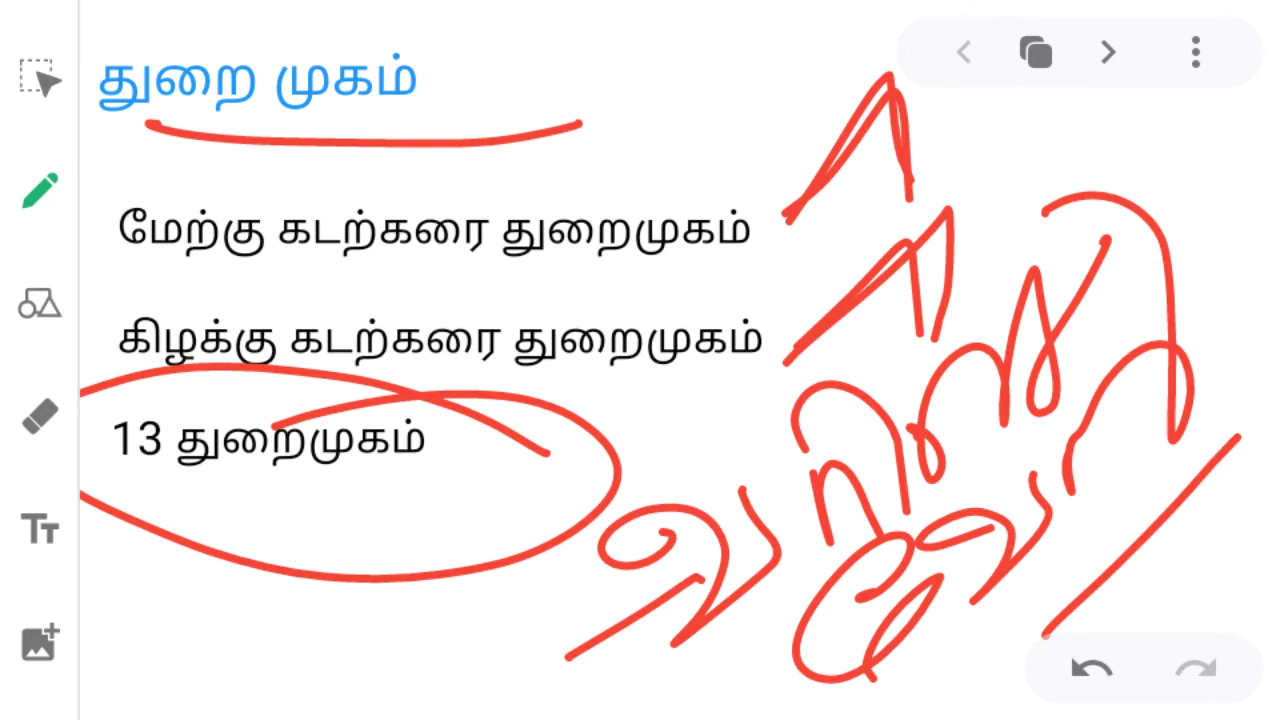 துறை முகம்
மேற்கு கடற்கரை துறைமுகம்
கிழக்கு கடற்கரை துறைமுகம்
13 துறைமுகம்